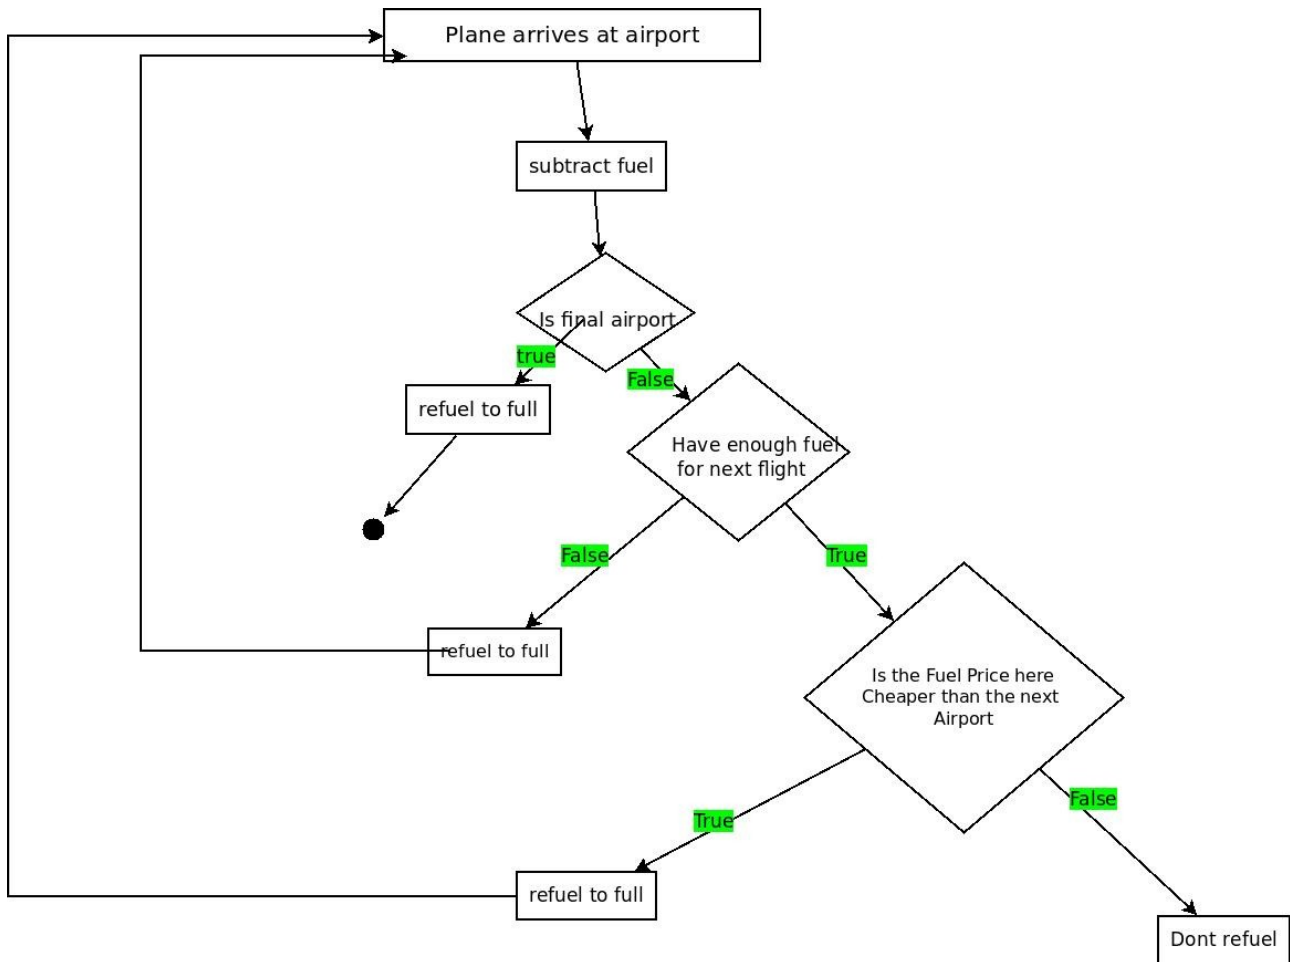 Plane arrives at airport
subtract fuel
Is final airport
true
False
refuel to full
Have enough fuel
for next flight
False
True
refuel to full
Is the Fuel Price here
Cheaper than the next
Airport
True
False
refuel to full
Dont refuel